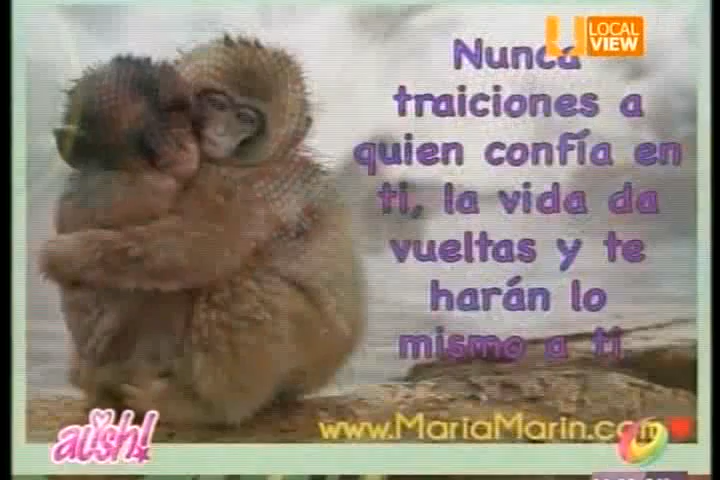 LOCAL
VIEW
Nunca
traiciones a
quien confía en
ti, la vida da
vueltas y te
harán lo
mismo a ti
www.MariaMarin.com
aush!